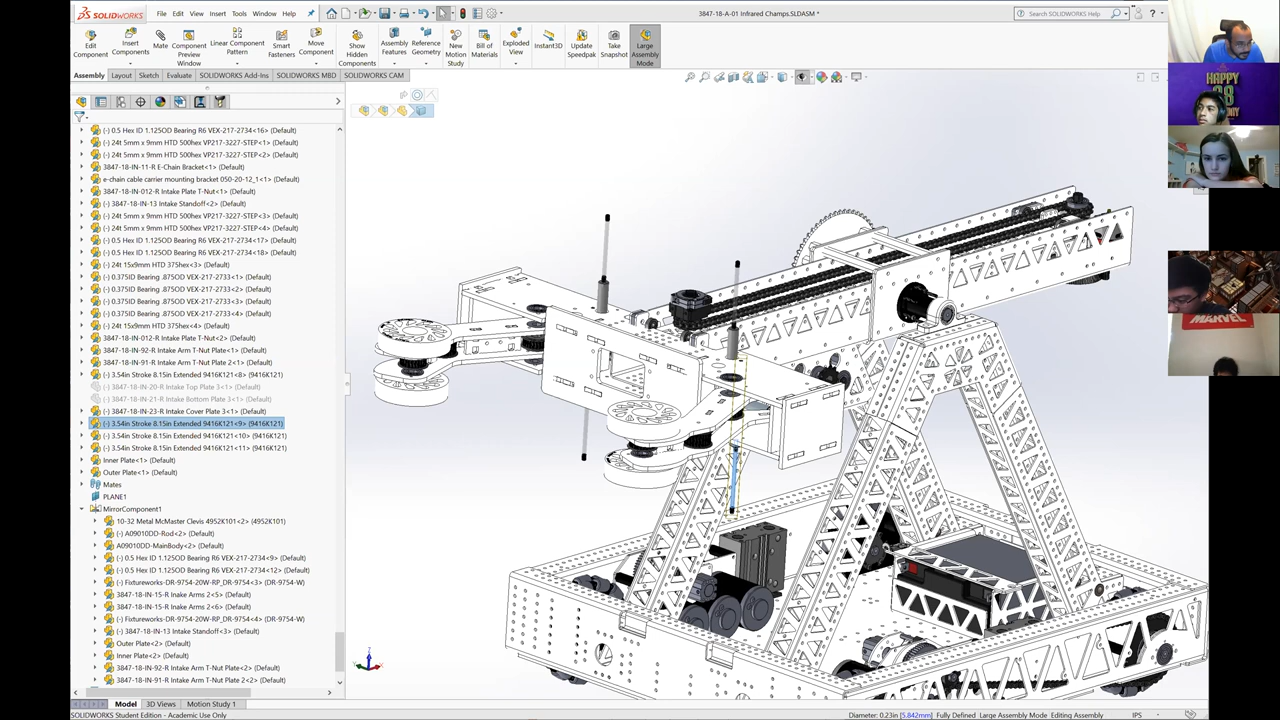 SOLIDWORKS
File Edit View Insert Tools Window Help
3847-18-A-01 Infrared Champs.SLDASM *
Search SOLIDWORKS Help
Edit Component
Insert Components
Mate
Component Preview Window
Linear Component Pattern
Smart Fasteners
Move Component
Show Hidden Components
Assembly Features
Reference Geometry
New Motion Study
Bill of Materials
Exploded View
Instant3D
Update Speedpak
Take Snapshot
Large Assembly Mode
Assembly Layout Sketch Evaluate SOLIDWORKS Add-Ins SOLIDWORKS MBD SOLIDWORKS CAM
(-) 0.5 Hex ID 1.125OD Bearing R6 VEX-217-2734<16> (Default)
(-) 24t 5mm x 9mm HTD 500hex VP217-3227-STEP<1> (Default)
(-) 24t 5mm x 9mm HTD 500hex VP217-3227-STEP<2> (Default)
3847-18-IN-11-R E-Chain Bracket<1> (Default)
e-chain cable carrier mounting bracket 050-20-12_1<1> (Default)
3847-18-IN-012-R Intake Plate T-Nut<1> (Default)
(-) 3847-18-IN-13 Intake Standoff<2> (Default)
(-) 24t 5mm x 9mm HTD 500hex VP217-3227-STEP<3> (Default)
(-) 24t 5mm x 9mm HTD 500hex VP217-3227-STEP<4> (Default)
(-) 0.5 Hex ID 1.125OD Bearing R6 VEX-217-2734<17> (Default)
(-) 0.5 Hex ID 1.125OD Bearing R6 VEX-217-2734<18> (Default)
(-) 24t 15x9mm HTD 375hex<3> (Default)
(-) 0.375ID Bearing .875OD VEX-217-2733<1> (Default)
(-) 0.375ID Bearing .875OD VEX-217-2733<2> (Default)
(-) 0.375ID Bearing .875OD VEX-217-2733<3> (Default)
(-) 0.375ID Bearing .875OD VEX-217-2733<4> (Default)
(-) 24t 15x9mm HTD 375hex<4> (Default)
3847-18-IN-012-R Intake Plate T-Nut<2> (Default)
3847-18-IN-92-R Intake Arm T-Nut Plate<1> (Default)
3847-18-IN-91-R Intake Arm T-Nut Plate 2<1> (Default)
(-) 3.54in Stroke 8.15in Extended 9416K121<8> (9416K121)
(-) 3847-18-IN-20-R Intake Top Plate 3<1> (Default)
(-) 3847-18-IN-21-R Intake Bottom Plate 3<1> (Default)
(-) 3847-18-IN-23-R Intake Cover Plate 3<1> (Default)
(-) 3.54in Stroke 8.15in Extended 9416K121<9> (9416K121)
(-) 3.54in Stroke 8.15in Extended 9416K121<10> (9416K121)
(-) 3.54in Stroke 8.15in Extended 9416K121<11> (9416K121)
Inner Plate<1> (Default)
Outer Plate<1> (Default)
Mates
PLANE1
MirrorComponent1
10-32 Metal McMaster Clevis 4952K101<2> (4952K101)
(-) A09010DD-Rod<2> (Default)
A09010DD-MainBody<2> (Default)
(-) 0.5 Hex ID 1.125OD Bearing R6 VEX-217-2734<9> (Default)
(-) 0.5 Hex ID 1.125OD Bearing R6 VEX-217-2734<12> (Default)
(-) Fixtureworks-DR-9754-20W-RP_DR-9754<3> (DR-9754-W)
3847-18-IN-15-R Intake Arms 2<5> (Default)
3847-18-IN-15-R Intake Arms 2<6> (Default)
(-) Fixtureworks-DR-9754-20W-RP_DR-9754<4> (DR-9754-W)
(-) 3847-18-IN-13 Intake Standoff<3> (Default)
Outer Plate<2> (Default)
Inner Plate<2> (Default)
3847-18-IN-92-R Intake Arm T-Nut Plate<2> (Default)
3847-18-IN-91-R Intake Arm T-Nut Plate 2<2> (Default)
HAPPY
MARVEL
Model 3D Views Motion Study 1
SOLIDWORKS Student Edition - Academic Use Only
Diameter: 0.23in [5.842mm] Fully Defined Large Assembly Mode Editing Assembly IPS